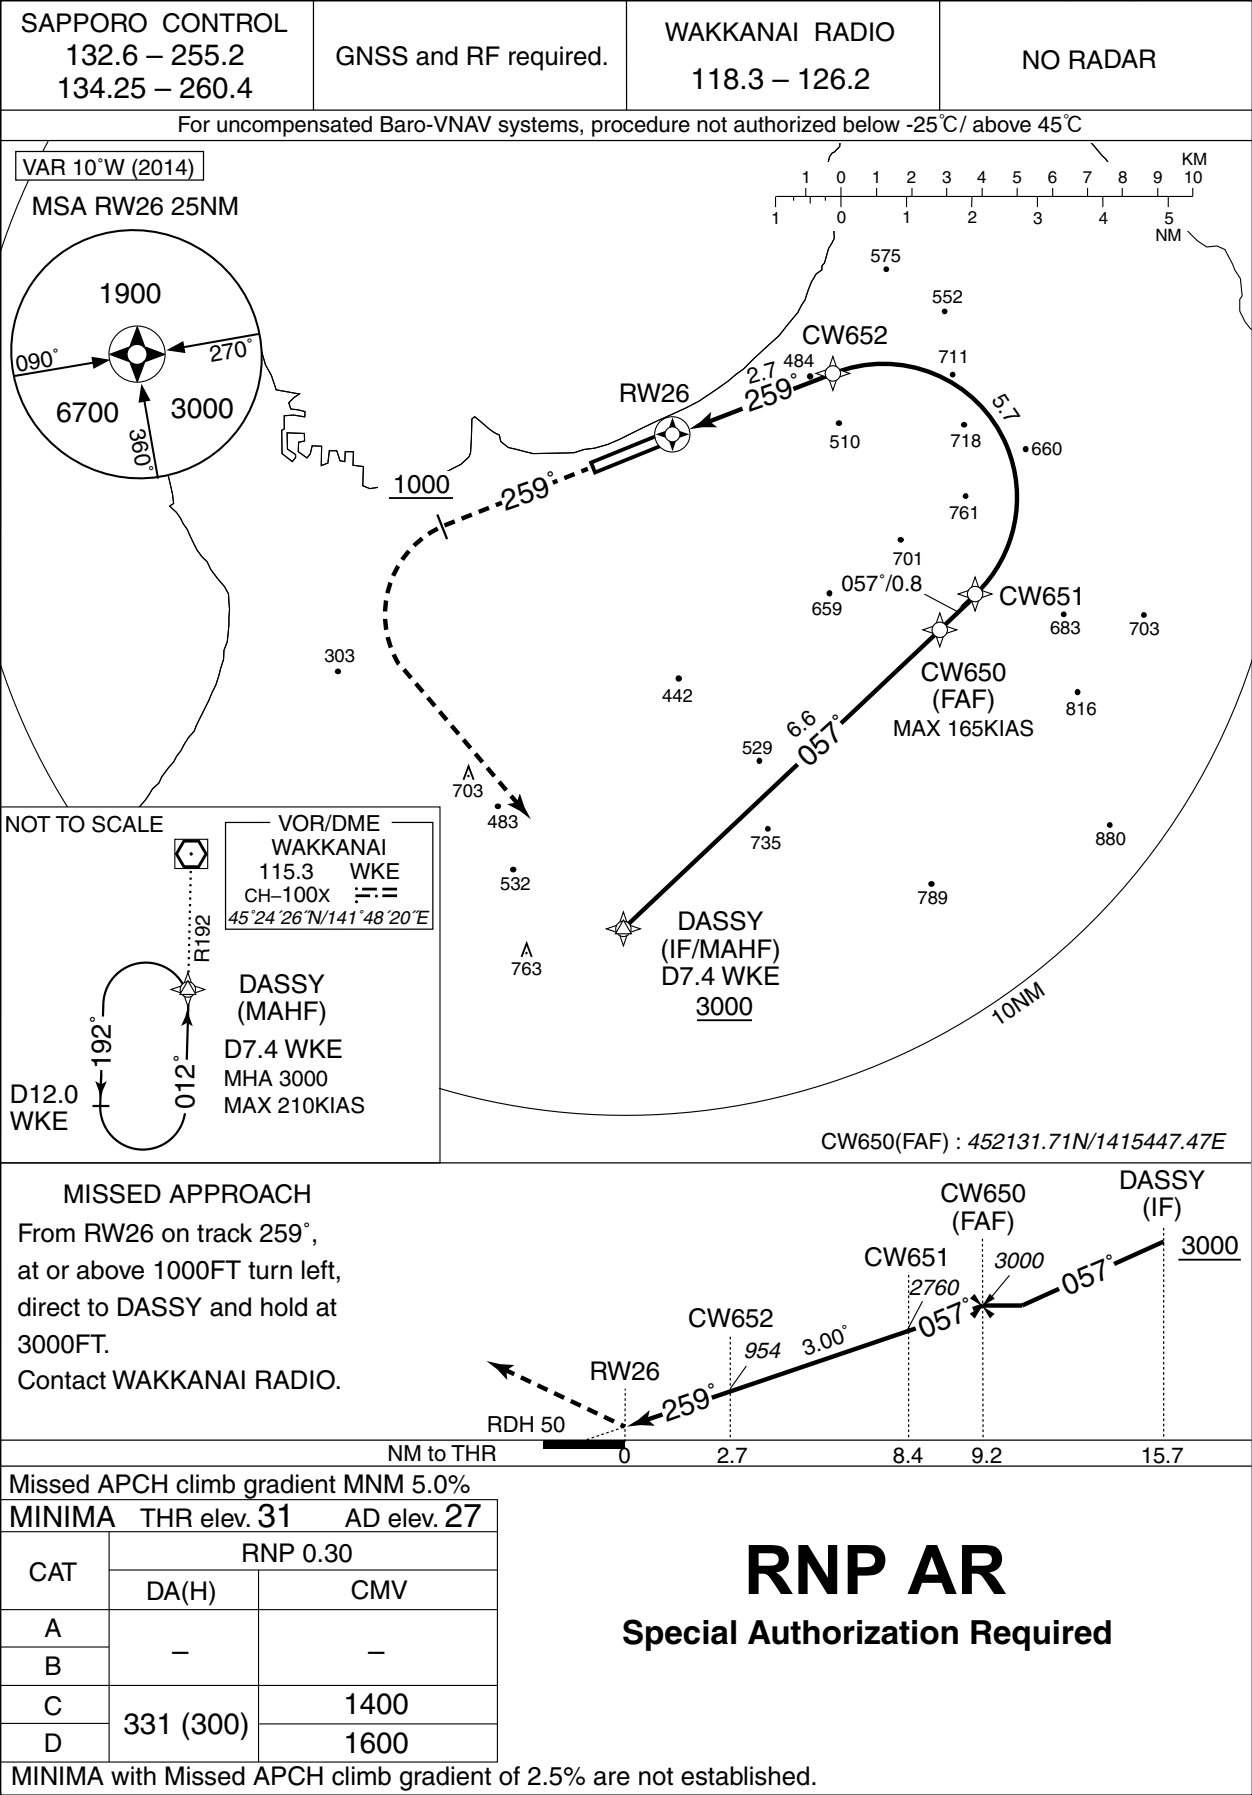 SAPPORO CONTROL
132.6 – 255.2
134.25 – 260.4
GNSS and RF required.
WAKKANAI RADIO
118.3 – 126.2
NO RADAR
For uncompensated Baro-VNAV systems, procedure not authorized below -25℃/ above 45℃
VAR 10˚W (2014)
MSA RW26 25NM
1900
090˚
270˚
6700
3000
360˚
KM
1 0 1 2 3 4 5 6 7 8 9 10
1 0 1 2 3 4 5
NM
575
552
CW652
711
484
2.7
259˚
RW26
5.7
510
718
660
1000
259˚
761
701
057˚/0.8
659
CW651
683
703
303
CW650
(FAF)
MAX 165KIAS
442
816
6.6
057˚
529
703
483
735
880
532
789
763
DASSY
(IF/MAHF)
D7.4 WKE
3000
10NM
NOT TO SCALE
VOR/DME
WAKKANAI
115.3 WKE
CH–100X
45˚24´26˝N/141˚48´20˝E
R192
DASSY
(MAHF)
192˚
012˚
D7.4 WKE
MHA 3000
MAX 210KIAS
D12.0
WKE
CW650(FAF) : 452131.71N/1415447.47E
MISSED APPROACH
From RW26 on track 259˚,
at or above 1000FT turn left,
direct to DASSY and hold at
3000FT.
Contact WAKKANAI RADIO.
DASSY
(IF)
CW650
(FAF)
3000
CW651
3000
2760
057˚
057˚
CW652
954
3.00˚
RW26
259˚
RDH 50
NM to THR
0 2.7 8.4 9.2 15.7
Missed APCH climb gradient MNM 5.0%
MINIMA THR elev. 31 AD elev. 27
CAT
RNP 0.30
DA(H) CMV
A
B
– –
C
D
331 (300)
1400
1600
MINIMA with Missed APCH climb gradient of 2.5% are not established.
RNP AR
Special Authorization Required